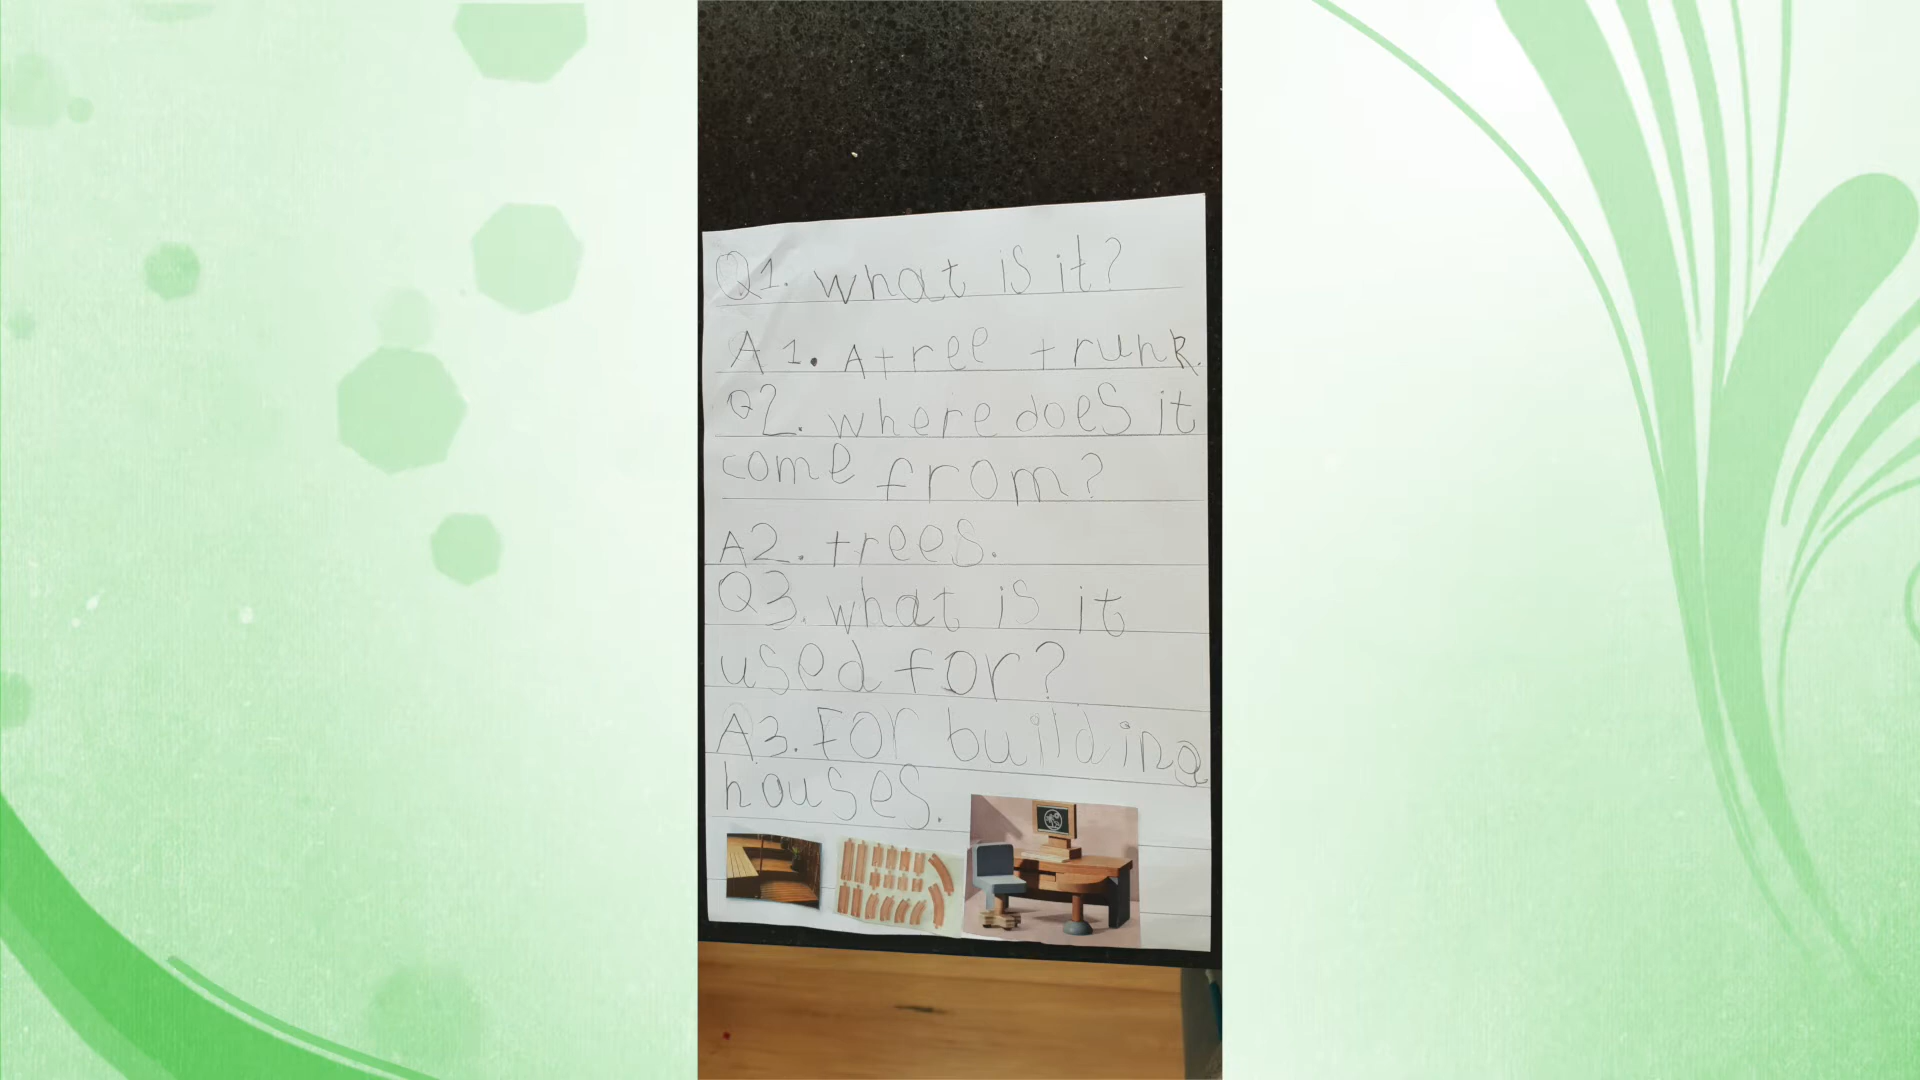 Q1. what is it?
A 1. A tree trunk.
Q2. where does it
come from?
A2. trees.
Q3. what is it
used for?
A3. For building
houses.